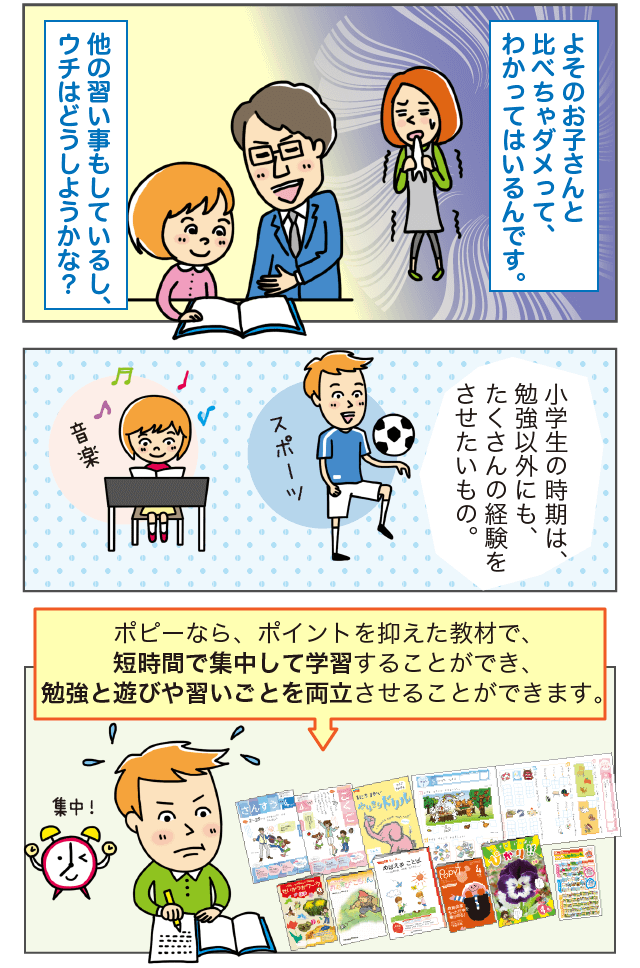 よそのお子さんと
比べちゃダメって、
わかってはいるんです。
他の習い事もしているし、
ウチはどうしようかな？
小学生の時期は、
勉強以外にも、
たくさんの経験を
させたいもの。
スポーツ
音楽
ポピーなら、ポイントを抑えた教材で、
短時間で集中して学習することができ、
勉強と遊びや習いごとを両立させることができます。
集中！
さんすう
こくご